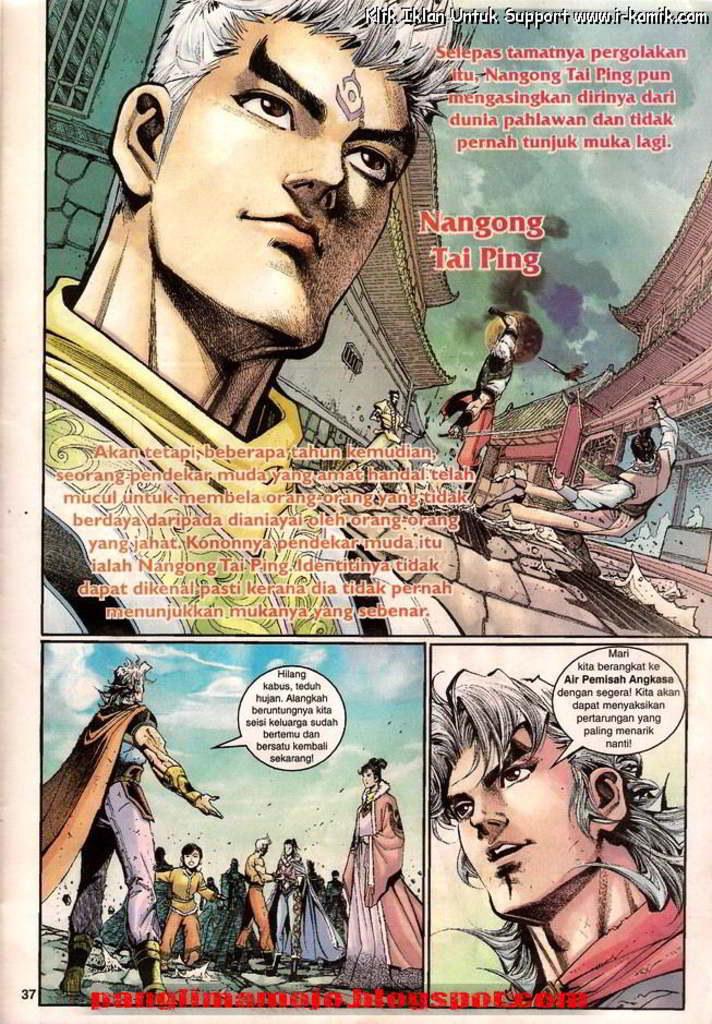 Klik Iklan Untuk Support www.ir-komik.com
Selepas tamatnya pergolakan
itu, Nangong Tai Ping pun
mengasingkan dirinya dari
dunia pahlawan dan tidak
pernah tunjuk muka lagi.
Nangong
Tai Ping
Akan tetapi, beberapa tahun kemudian,
seorang pendekar muda yang amat handal telah
mucul untuk membela orang-orang yang tidak
berdaya daripada dianiayai oleh orang-orang
yang jahat. Kononnya pendekar muda itu
ialah Nangong Tai Ping. Identitinya tidak
dapat dikenal pasti kerana dia tidak pernah
menunjukkan mukanya yang sebenar.
Hilang
kabus, teduh
hujan. Alangkah
beruntungnya kita
seisi keluarga sudah
bertemu dan
bersatu kembali
sekarang!
Mari
kita berangkat ke
Air Pemisah Angkasa
dengan segera! Kita akan
dapat menyaksikan
pertarungan yang
paling menarik
nanti!
37
panglimamajo.blogspot.com